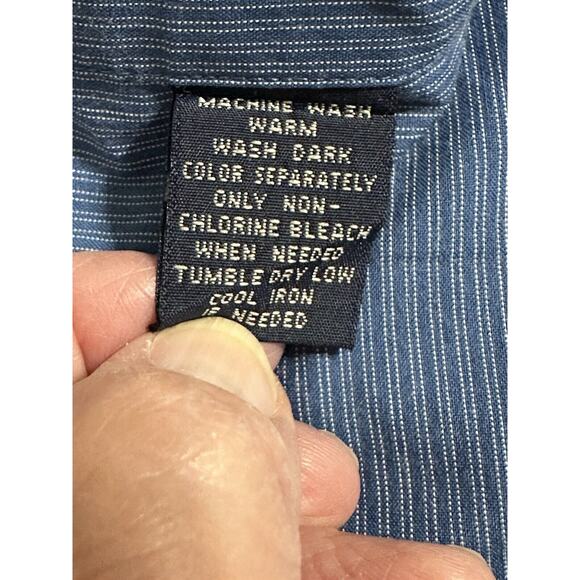 MACHINE WASH
WARM
WASH DARK
COLOR SEPARATELY
ONLY NON-
CHLORINE BLEACH
WHEN NEEDED
TUMBLE DRY LOW
COOL IRON
IF NEEDED